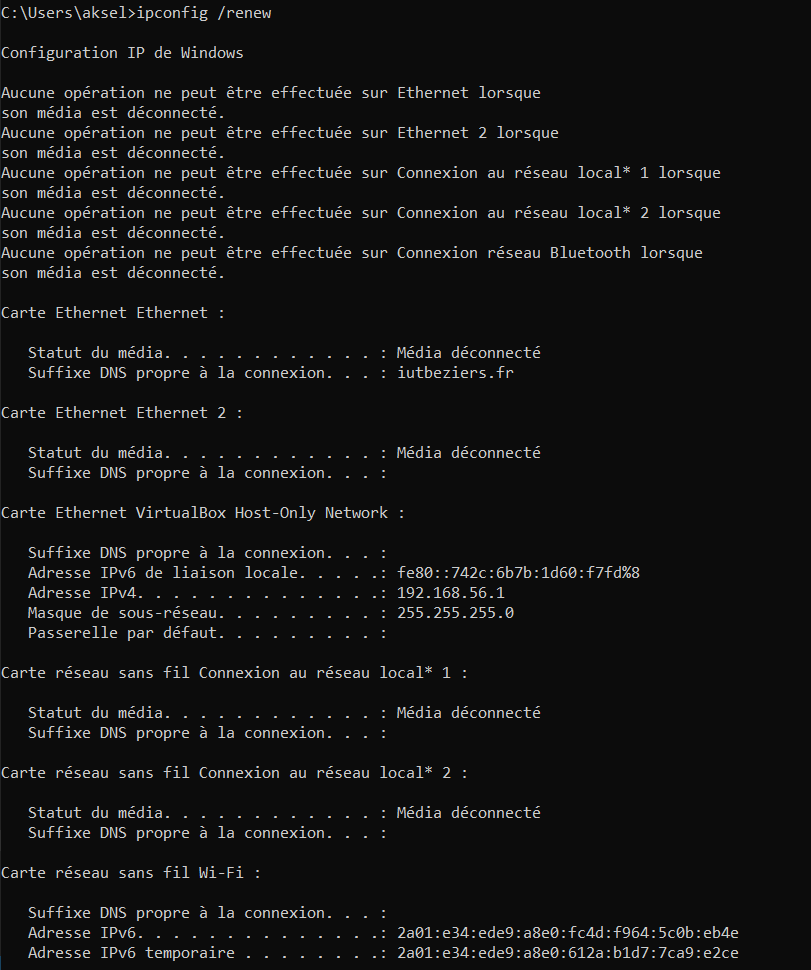 C:\Users\aksel>ipconfig /renew
Configuration IP de Windows
Aucune opération ne peut être effectuée sur Ethernet lorsque
son média est déconnecté.
Aucune opération ne peut être effectuée sur Ethernet 2 lorsque
son média est déconnecté.
Aucune opération ne peut être effectuée sur Connexion au réseau local* 1 lorsque
son média est déconnecté.
Aucune opération ne peut être effectuée sur Connexion au réseau local* 2 lorsque
son média est déconnecté.
Aucune opération ne peut être effectuée sur Connexion réseau Bluetooth lorsque
son média est déconnecté.
Carte Ethernet Ethernet :
Statut du média. . . . . . . . . . . . : Média déconnecté
Suffixe DNS propre à la connexion. . . : iutbeziers.fr
Carte Ethernet Ethernet 2 :
Statut du média. . . . . . . . . . . . : Média déconnecté
Suffixe DNS propre à la connexion. . . :
Carte Ethernet VirtualBox Host-Only Network :
Suffixe DNS propre à la connexion. . . :
Adresse IPv6 de liaison locale. . . . .: fe80::742c:6b7b:1d60:f7fd%8
Adresse IPv4. . . . . . . . . . . . . .: 192.168.56.1
Masque de sous-réseau. . . . . . . . . : 255.255.255.0
Passerelle par défaut. . . . . . . . . :
Carte réseau sans fil Connexion au réseau local* 1 :
Statut du média. . . . . . . . . . . . : Média déconnecté
Suffixe DNS propre à la connexion. . . :
Carte réseau sans fil Connexion au réseau local* 2 :
Statut du média. . . . . . . . . . . . : Média déconnecté
Suffixe DNS propre à la connexion. . . :
Carte réseau sans fil Wi-Fi :
Suffixe DNS propre à la connexion. . . :
Adresse IPv6. . . . . . . . . . . . . .: 2a01:e34:ede9:a8e0:fc4d:f964:5c0b:eb4e
Adresse IPv6 temporaire . . . . . . . .: 2a01:e34:ede9:a8e0:612a:b1d7:7ca9:e2ce